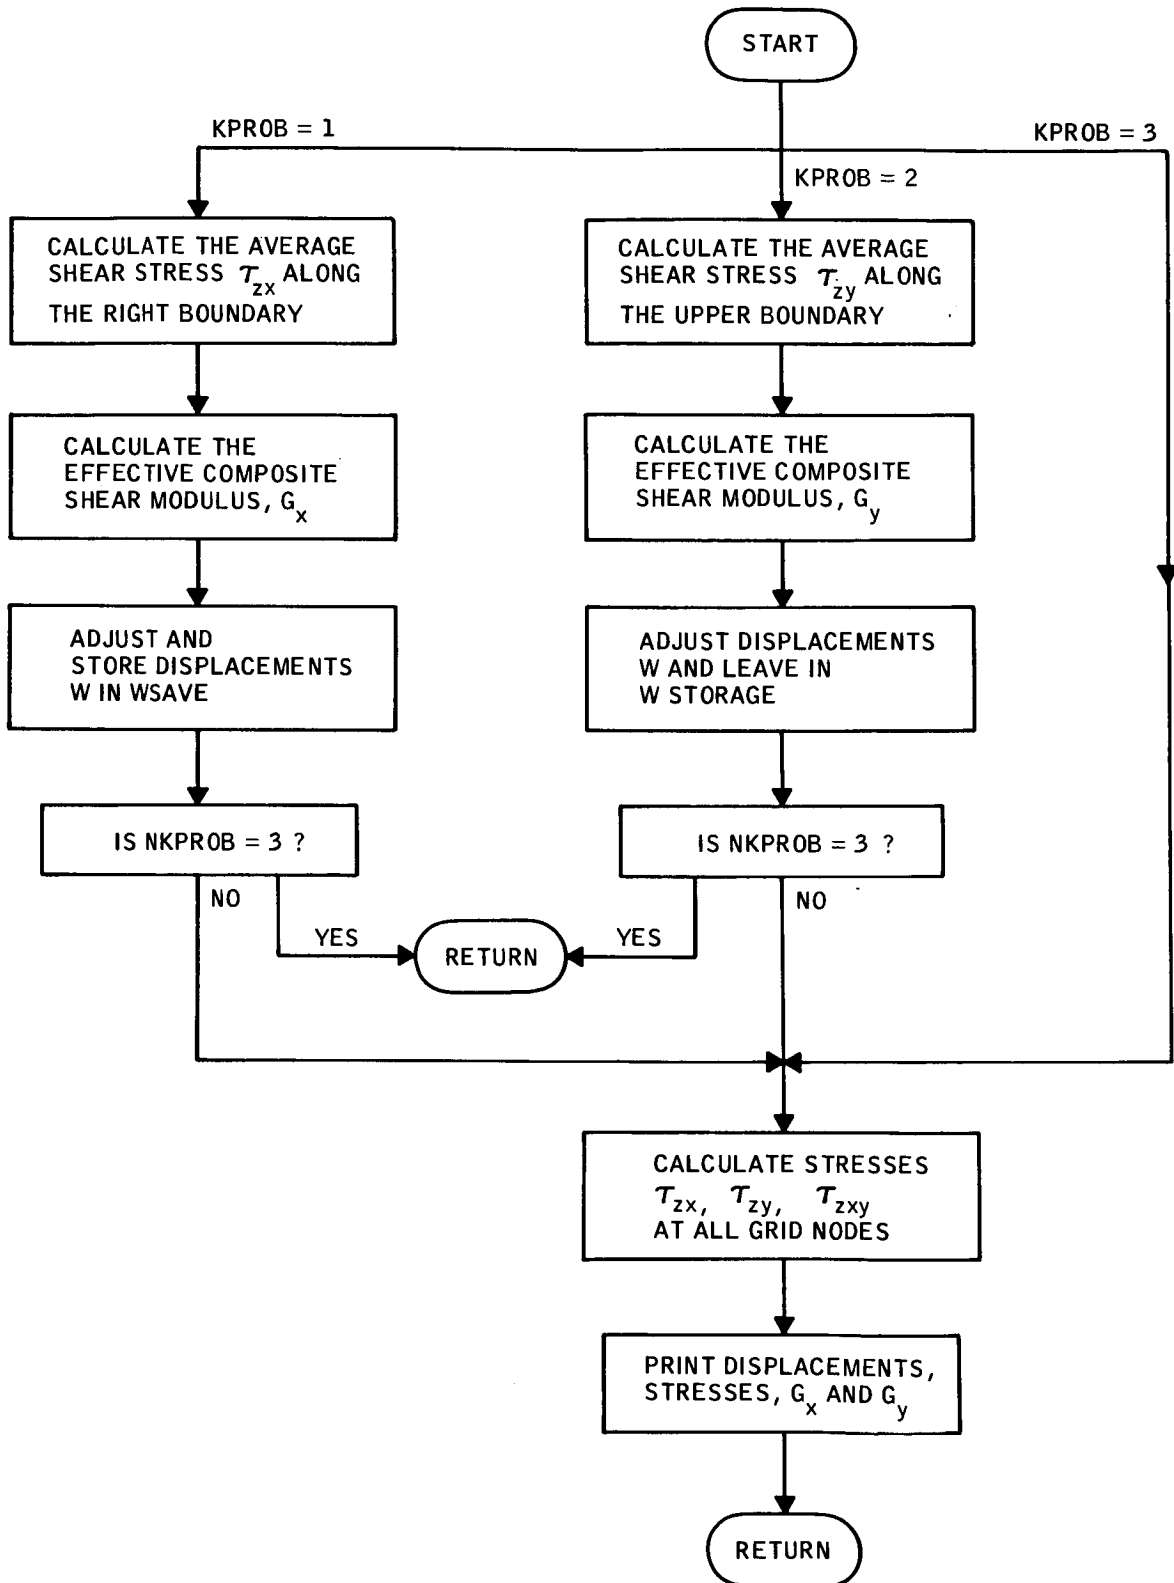 START
KPROB = 1
KPROB = 3
KPROB = 2
CALCULATE THE AVERAGE
SHEAR STRESS τzx ALONG
THE RIGHT BOUNDARY
CALCULATE THE AVERAGE
SHEAR STRESS τzy ALONG
THE UPPER BOUNDARY
CALCULATE THE
EFFECTIVE COMPOSITE
SHEAR MODULUS, Gx
CALCULATE THE
EFFECTIVE COMPOSITE
SHEAR MODULUS, Gy
ADJUST AND
STORE DISPLACEMENTS
W IN WSAVE
ADJUST DISPLACEMENTS
W AND LEAVE IN
W STORAGE
IS NKPROB = 3 ?
IS NKPROB = 3 ?
NO
NO
YES
RETURN
YES
CALCULATE STRESSES
τzx, τzy, τzxy
AT ALL GRID NODES
PRINT DISPLACEMENTS,
STRESSES, Gx AND Gy
RETURN